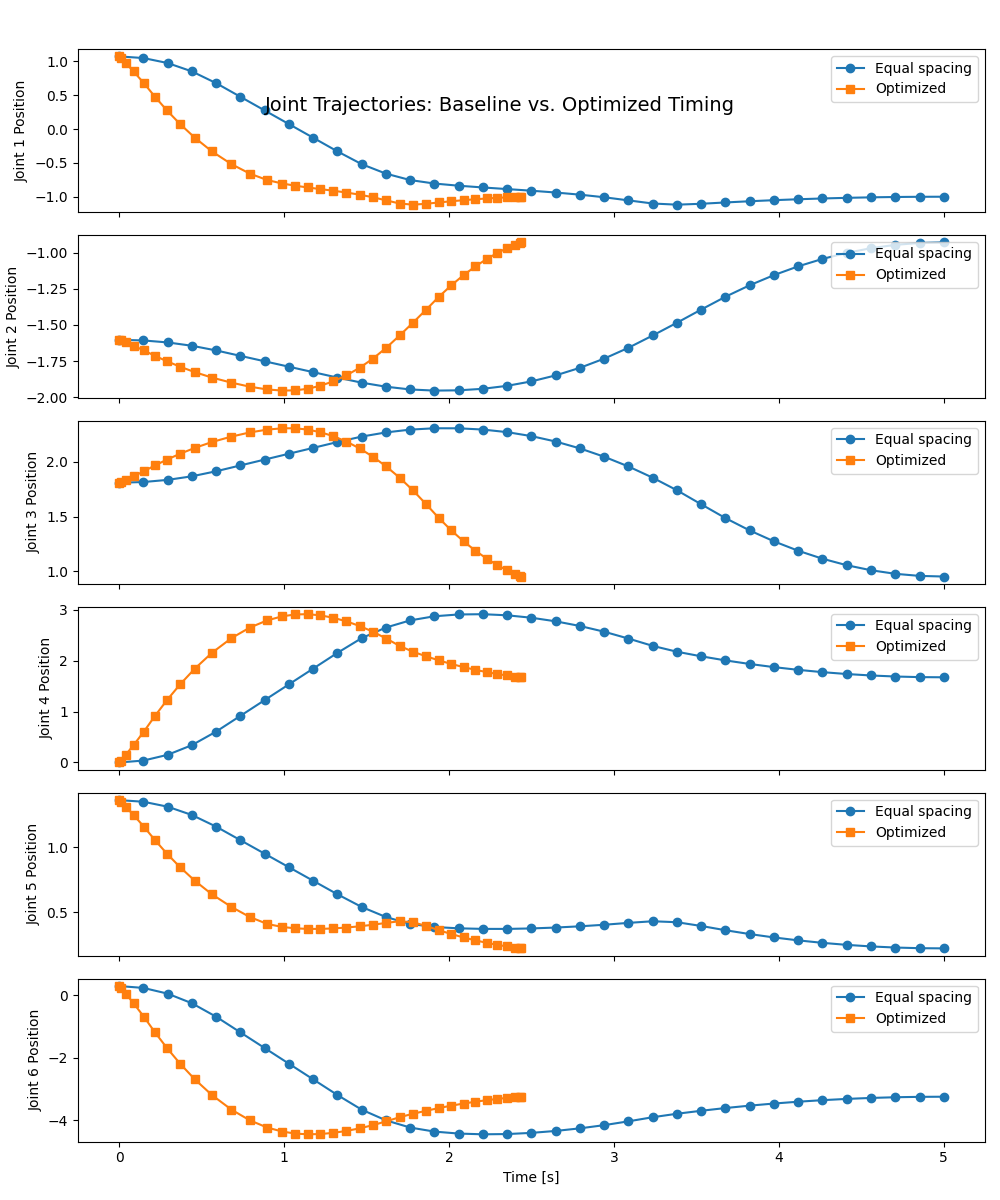 1.0
0.5
0.0
−0.5
−1.0
Joint 1 Position
Joint Trajectories: Baseline vs. Optimized Timing
Equal spacing
Optimized
−1.00
−1.25
−1.50
−1.75
−2.00
Joint 2 Position
Equal spacing
Optimized
2.0
1.5
1.0
Joint 3 Position
Equal spacing
Optimized
3
2
1
0
Joint 4 Position
Equal spacing
Optimized
1.0
0.5
Joint 5 Position
Equal spacing
Optimized
0
−2
−4
Joint 6 Position
Equal spacing
Optimized
0 1 2 3 4 5
Time [s]